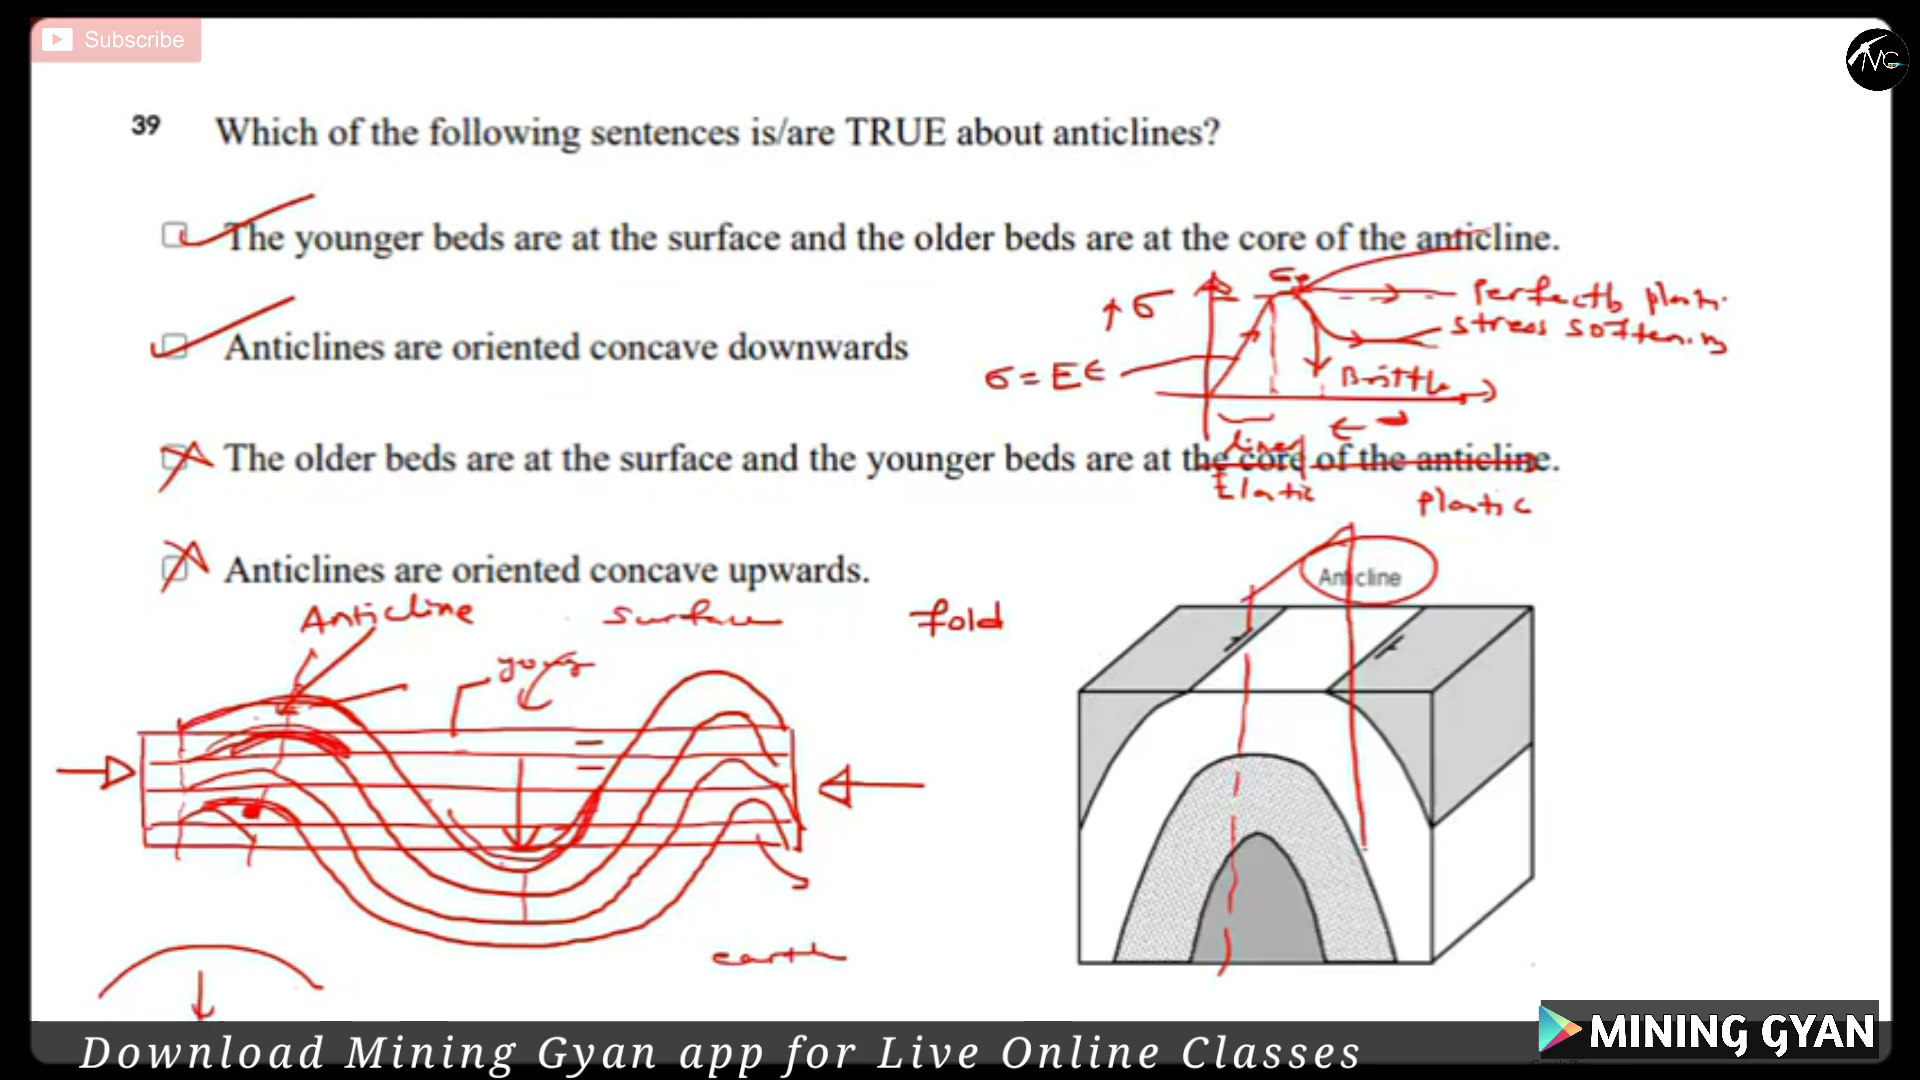 Subscribe
NG
39 Which of the following sentences is/are TRUE about anticlines?
The younger beds are at the surface and the older beds are at the core of the anticline.
Anticlines are oriented concave downwards
The older beds are at the surface and the younger beds are at the core of the anticline.
Anticlines are oriented concave upwards.
↑ σ
σ = Eϵ
stress softening
Brittle
Elatic
plastic
Anticline
Anticline
surface
fold
young
earth
Download Mining Gyan app for Live Online Classes
MINING GYAN